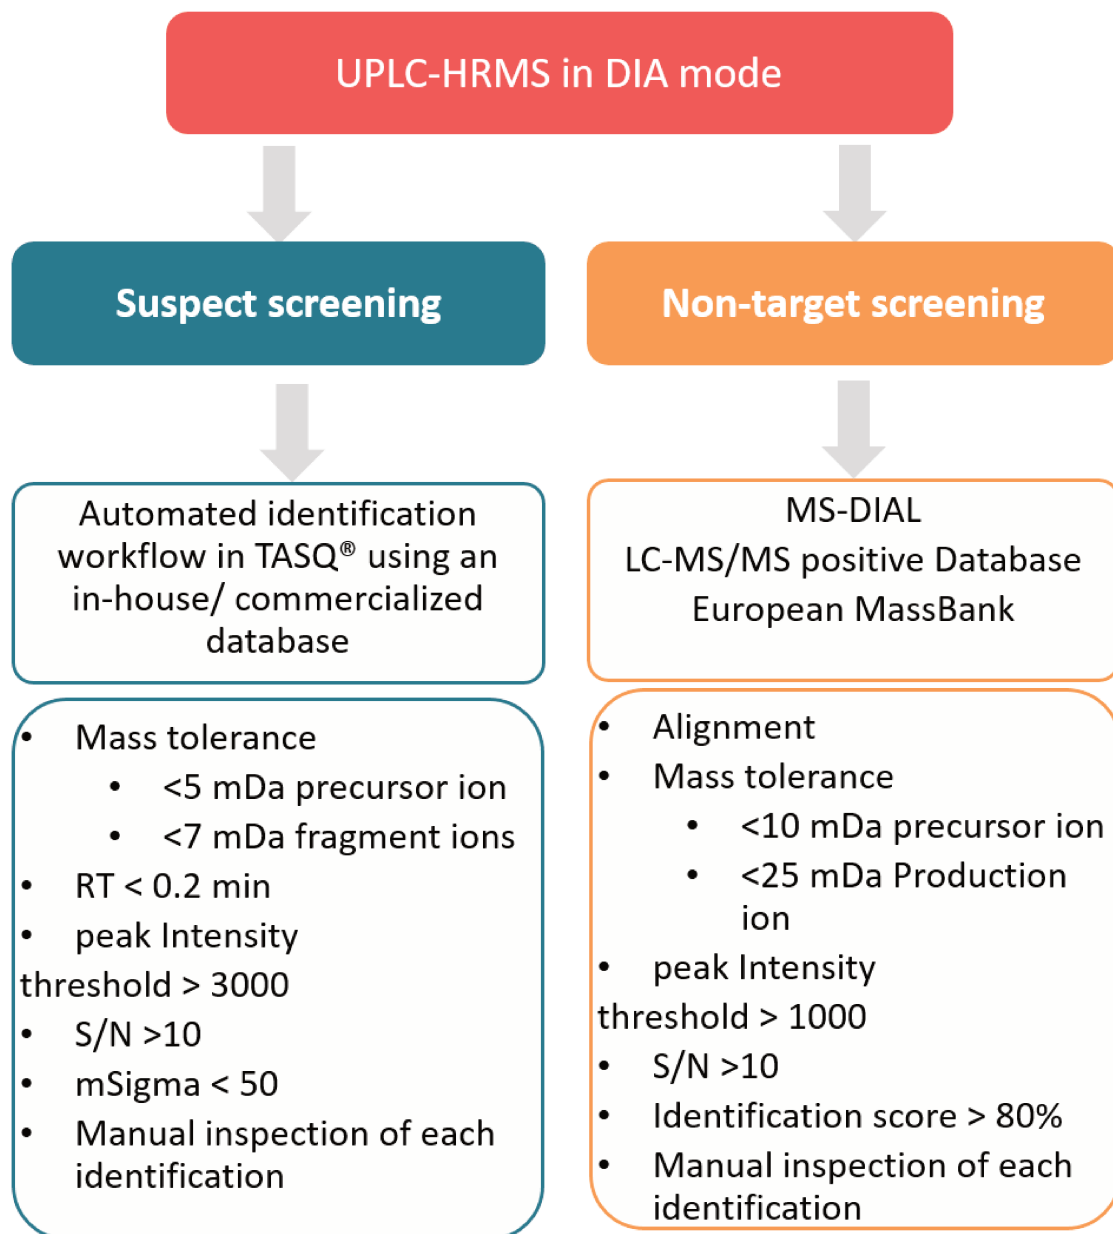 UPLC-HRMS in DIA mode
Suspect screening
Automated identification
workflow in TASQ® using an
in-house/ commercialized
database
• Mass tolerance
• <5 mDa precursor ion
• <7 mDa fragment ions
• RT < 0.2 min
• peak Intensity
threshold > 3000
• S/N >10
• mSigma < 50
• Manual inspection of each
identification
Non-target screening
MS-DIAL
LC-MS/MS positive Database
European MassBank
• Alignment
• Mass tolerance
• <10 mDa precursor ion
• <25 mDa Production
ion
• peak Intensity
threshold > 1000
• S/N >10
• Identification score > 80%
• Manual inspection of each
identification